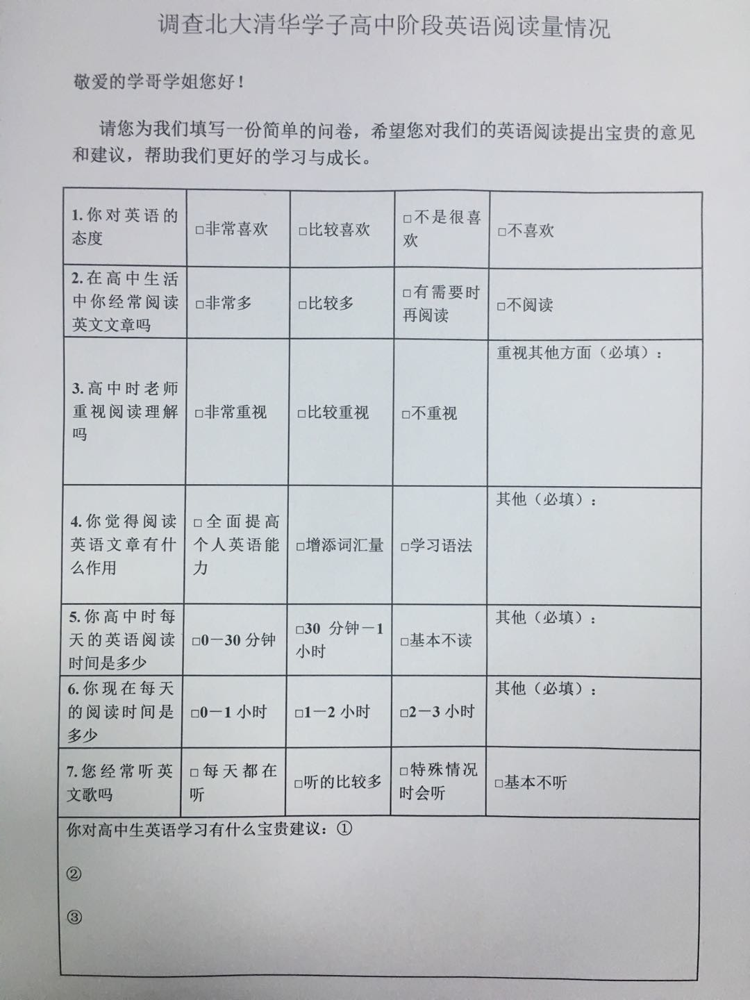 调查北大清华学子高中阶段英语阅读量情况
敬爱的学哥学姐您好！
请您为我们填写一份简单的问卷，希望您对我们的英语阅读提出宝贵的意见
和建议，帮助我们更好的学习与成长。
1.你对英语的
态度
□非常喜欢
□比较喜欢
□不是很喜
欢
□不喜欢
2.在高中生活
中你经常阅读
英文文章吗
□非常多
□比较多
□有需要时
再阅读
□不阅读
3.高中时老师
重视阅读理解
吗
□非常重视
□比较重视
□不重视
重视其他方面（必填）：
4.你觉得阅读
英语文章有什
么作用
□全面提高
个人英语能
力
□增添词汇量
□学习语法
其他（必填）：
5.你高中时每
天的英语阅读
时间是多少
□0－30 分钟
□30 分钟－1
小时
□基本不读
其他（必填）：
6.你现在每天
的阅读时间是
多少
□0－1 小时
□1－2 小时
□2－3 小时
其他（必填）：
7.您经常听英
文歌吗
□每天都在
听
□听的比较多
□特殊情况
时会听
□基本不听
你对高中生英语学习有什么宝贵建议：①
②
③